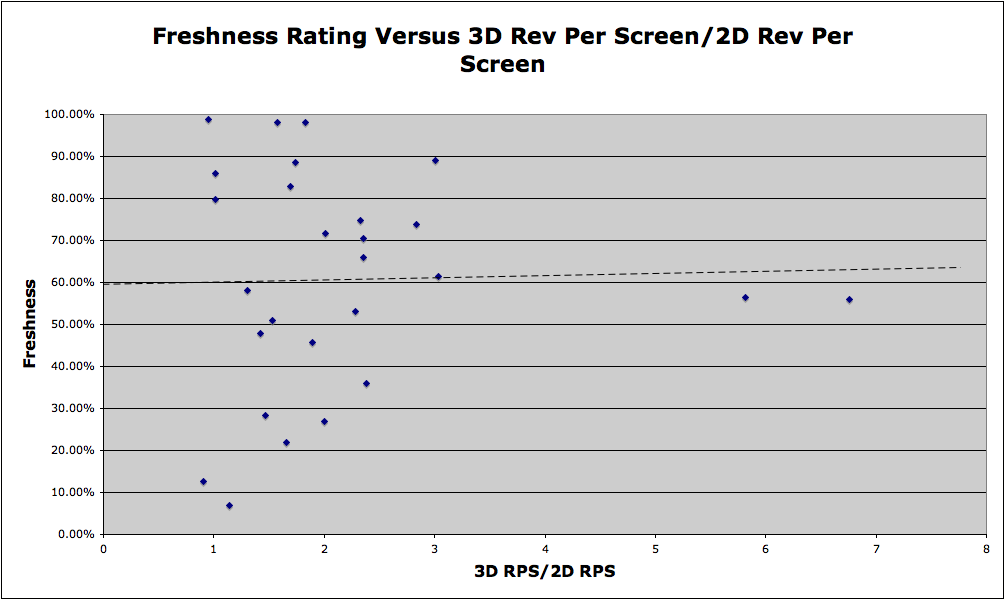 Freshness Rating Versus 3D Rev Per Screen/2D Rev Per
Screen
100.00%
90.00%
80.00%
70.00%
60.00%
50.00%
40.00%
30.00%
20.00%
10.00%
0.00%
Freshness
0 1 2 3 4 5 6 7 8
3D RPS/2D RPS